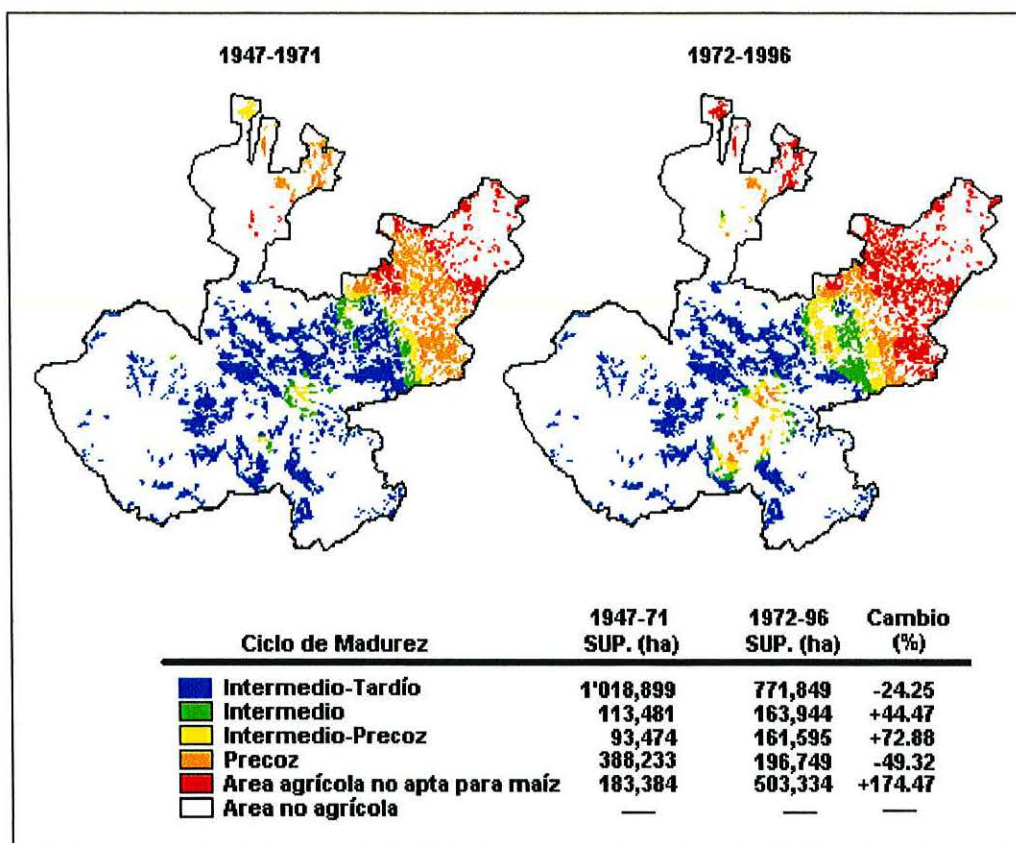 1947-1971 1972-1996
1947-71 1972-96 Cambio
Ciclo de Madurez SUP. (ha) SUP. (ha) (%)
Intermedio-Tardío 1'018,899 771,849 -24.25
Intermedio 113,481 163,944 +44.47
Intermedio-Precoz 93,474 161,595 +72.88
Precoz 388,233 196,749 -49.32
Area agrícola no apta para maíz 183,384 503,334 +174.47
Area no agrícola — — —